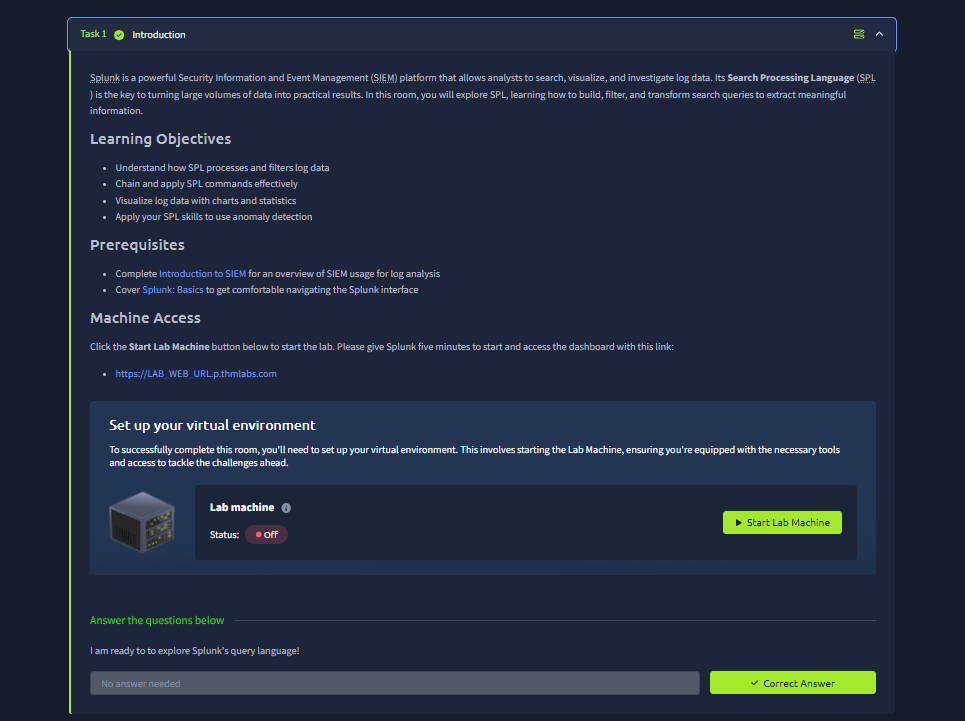 Task 1 Introduction
Splunk is a powerful Security Information and Event Management (SIEM) platform that allows analysts to search, visualize, and investigate log data. Its Search Processing Language (SPL
) is the key to turning large volumes of data into practical results. In this room, you will explore SPL, learning how to build, filter, and transform search queries to extract meaningful
information.
Learning Objectives
• Understand how SPL processes and filters log data
• Chain and apply SPL commands effectively
• Visualize log data with charts and statistics
• Apply your SPL skills to use anomaly detection
Prerequisites
• Complete Introduction to SIEM for an overview of SIEM usage for log analysis
• Cover Splunk: Basics to get comfortable navigating the Splunk interface
Machine Access
Click the Start Lab Machine button below to start the lab. Please give Splunk five minutes to start and access the dashboard with this link:
• https://LAB_WEB_URL.p.thmlabs.com
Set up your virtual environment
To successfully complete this room, you'll need to set up your virtual environment. This involves starting the Lab Machine, ensuring you're equipped with the necessary tools
and access to tackle the challenges ahead.
Lab machine
Status: Off
Start Lab Machine
Answer the questions below
I am ready to to explore Splunk's query language!
No answer needed
Correct Answer